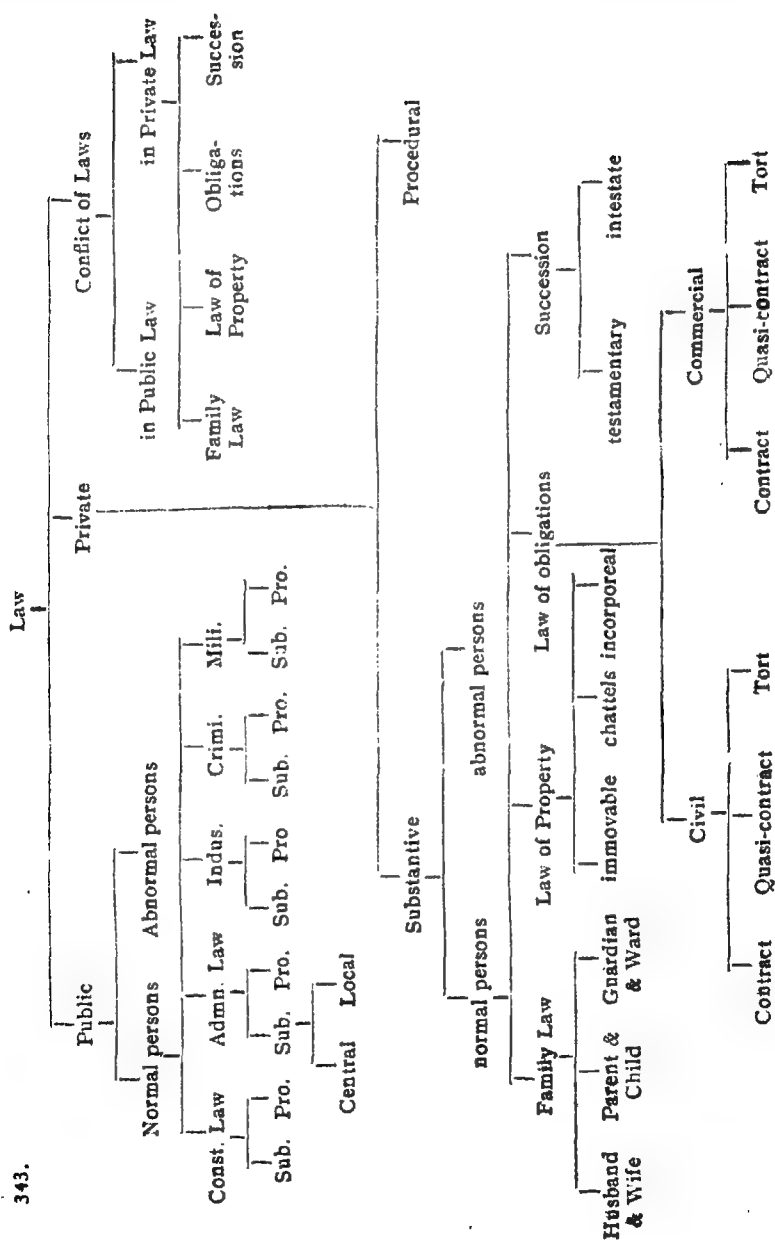 343.
Law
Public Private Conflict of Laws
Normal persons Abnormal persons in Public Law in Private Law
Const. Law Admn. Law Indus. Crimi. Mili.
Family Law of Obliga- Succes-
Law Property tions sion
Sub. Pro. Sub. Pro. Sub. Pro Sub. Pro. Sub. Pro.
Central Local
Substantive Procedural
normal persons abnormal persons
Family Law Law of Property Law of obligations Succession
Husband Parent & Guardian immovable chattels incorporeal testamentary intestate
& Wife Child & Ward
Civil Commercial
Contract Quasi-contract Tort Contract Quasi-contract Tort